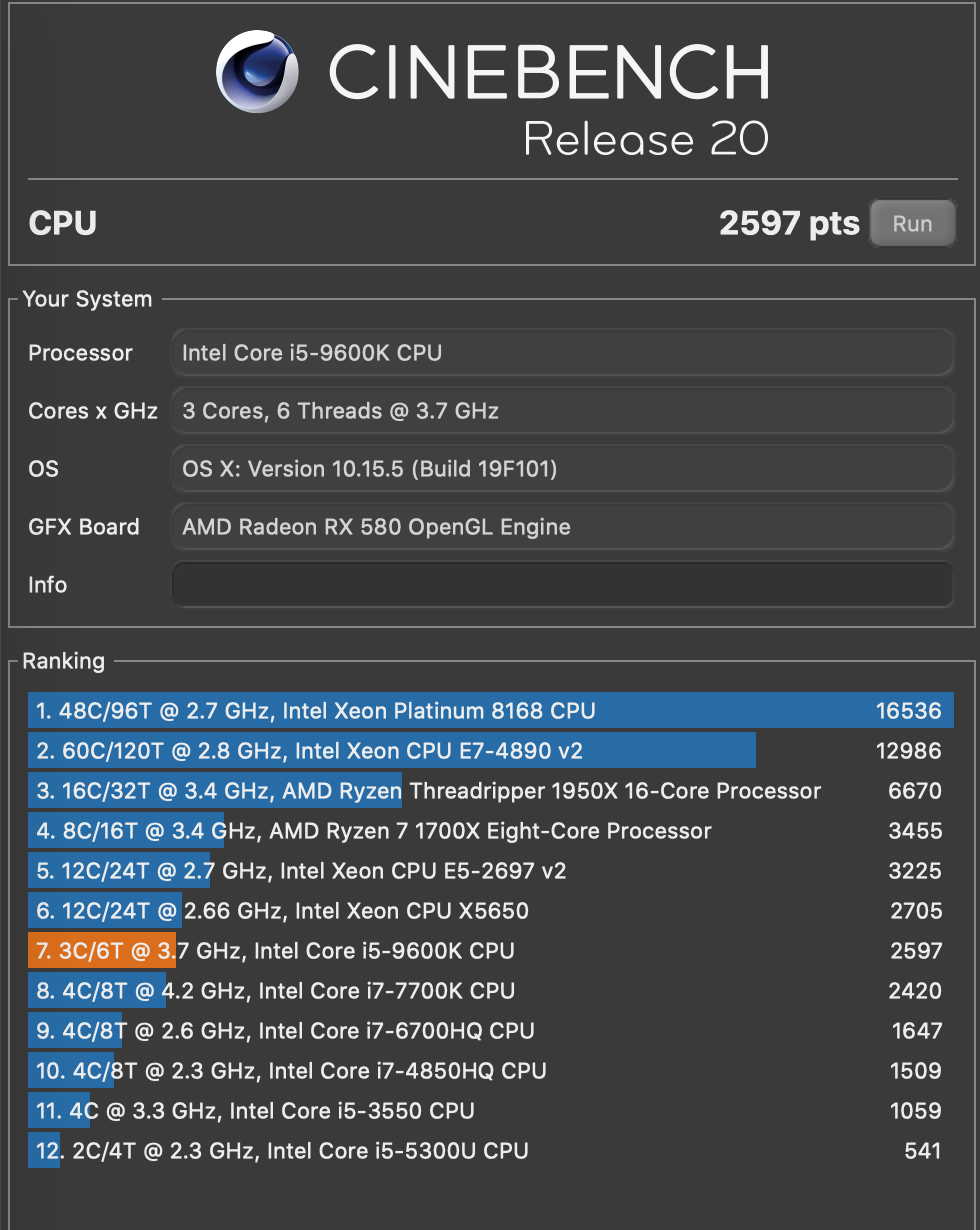 CINEBENCH
Release 20
CPU 2597 pts Run
Your System
Processor Intel Core i5-9600K CPU
Cores x GHz 3 Cores, 6 Threads @ 3.7 GHz
OS OS X: Version 10.15.5 (Build 19F101)
GFX Board AMD Radeon RX 580 OpenGL Engine
Info
Ranking
1. 48C/96T @ 2.7 GHz, Intel Xeon Platinum 8168 CPU 16536
2. 60C/120T @ 2.8 GHz, Intel Xeon CPU E7-4890 v2 12986
3. 16C/32T @ 3.4 GHz, AMD Ryzen Threadripper 1950X 16-Core Processor 6670
4. 8C/16T @ 3.4 GHz, AMD Ryzen 7 1700X Eight-Core Processor 3455
5. 12C/24T @ 2.7 GHz, Intel Xeon CPU E5-2697 v2 3225
6. 12C/24T @ 2.66 GHz, Intel Xeon CPU X5650 2705
7. 3C/6T @ 3.7 GHz, Intel Core i5-9600K CPU 2597
8. 4C/8T @ 4.2 GHz, Intel Core i7-7700K CPU 2420
9. 4C/8T @ 2.6 GHz, Intel Core i7-6700HQ CPU 1647
10. 4C/8T @ 2.3 GHz, Intel Core i7-4850HQ CPU 1509
11. 4C @ 3.3 GHz, Intel Core i5-3550 CPU 1059
12. 2C/4T @ 2.3 GHz, Intel Core i5-5300U CPU 541